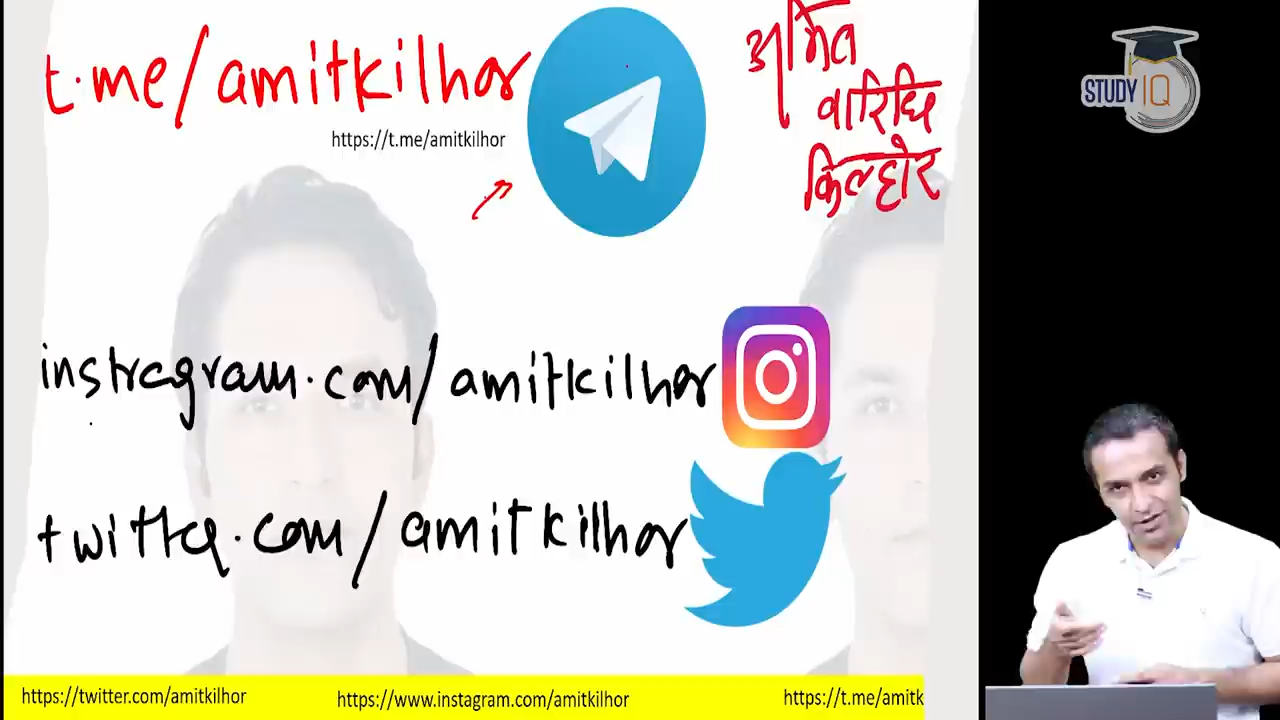 t.me/amitkilhor
https://t.me/amitkilhor
अमित
वारिधि
किल्होर
STUDY IQ
instragram.com/amitkilhor
twitter.com/amitkilhor
https://twitter.com/amitkilhor
https://www.instagram.com/amitkilhor
https://t.me/amitk